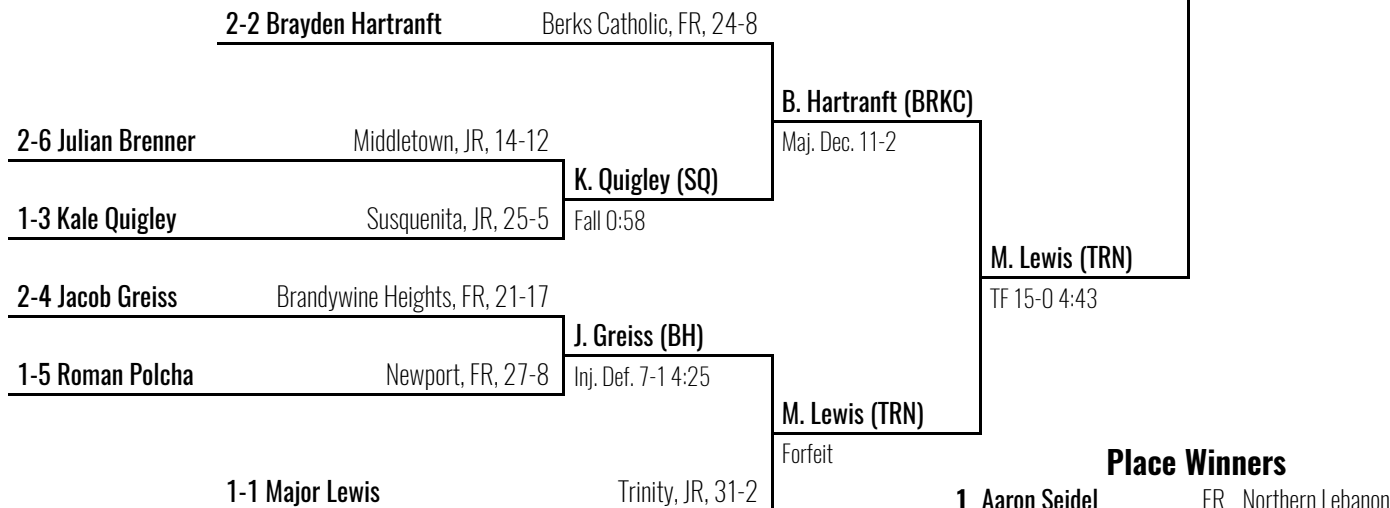 2-2 Brayden Hartranft Berks Catholic, FR, 24-8
B. Hartranft (BRKC)
2-6 Julian Brenner Middletown, JR, 14-12
Maj. Dec. 11-2
K. Quigley (SQ)
1-3 Kale Quigley Susquenita, JR, 25-5
Fall 0:58
M. Lewis (TRN)
2-4 Jacob Greiss Brandywine Heights, FR, 21-17
TF 15-0 4:43
J. Greiss (BH)
1-5 Roman Polcha Newport, FR, 27-8
Inj. Def. 7-1 4:25
M. Lewis (TRN)
Forfeit
Place Winners
1-1 Major Lewis Trinity, JR, 31-2
1 Aaron Seidel FR Northern Lebanon